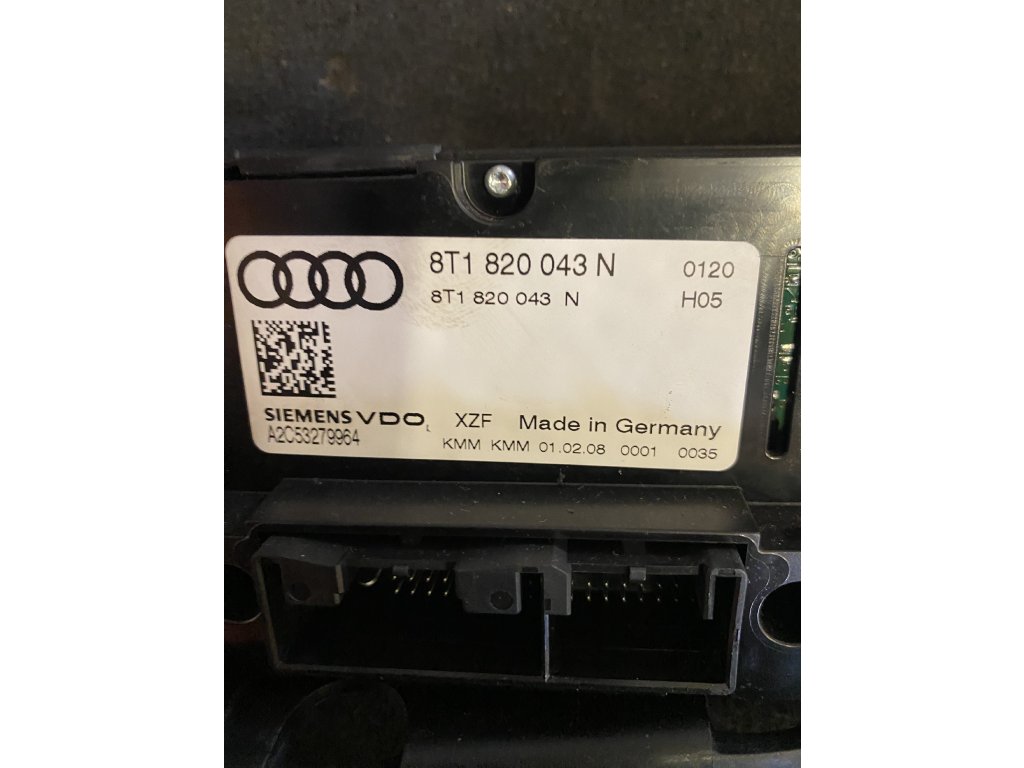 8T1 820 043 N 0120
8T1 820 043 N H05
SIEMENS VDO XZF Made in Germany
A2C53279964 KMM KMM 01.02.08 0001 0035